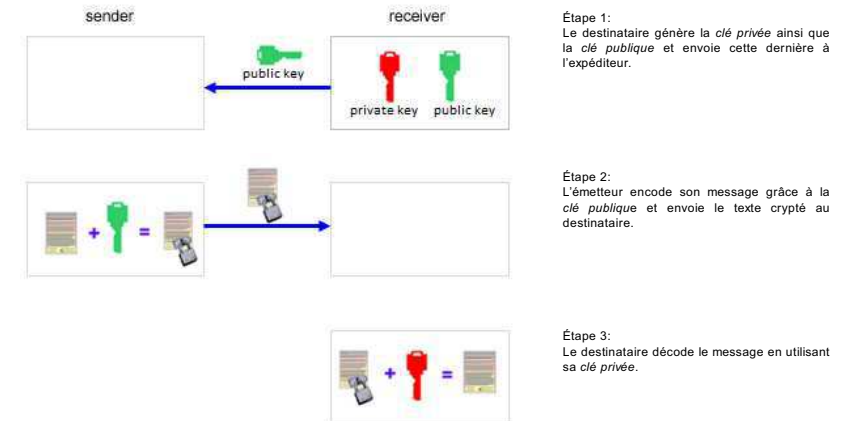 sender
receiver
public key
private key
public key
Étape 1:
Le destinataire génère la clé privée ainsi que
la clé publique et envoie cette dernière à
l'expéditeur.
Étape 2:
L'émetteur encode son message grâce à la
clé publique et envoie le texte crypté au
destinataire.
Étape 3:
Le destinataire décode le message en utilisant
sa clé privée.